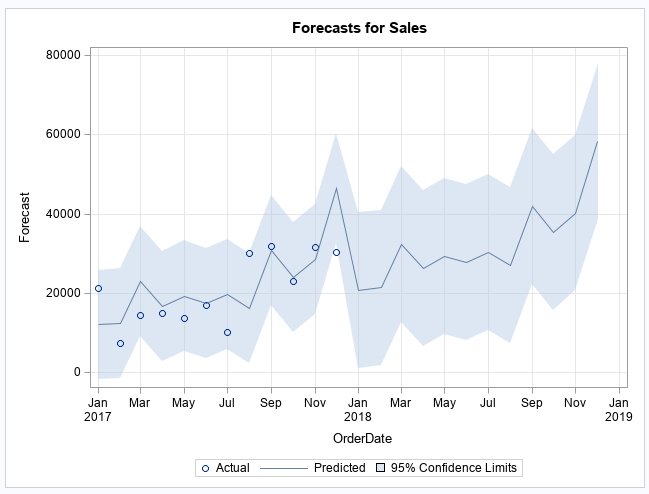 Forecasts for Sales
80000
60000
40000
20000
0
Forecast
Jan Mar May Jul Sep Nov Jan Mar May Jul Sep Nov Jan
2017 2018 2019
OrderDate
Actual Predicted 95% Confidence Limits